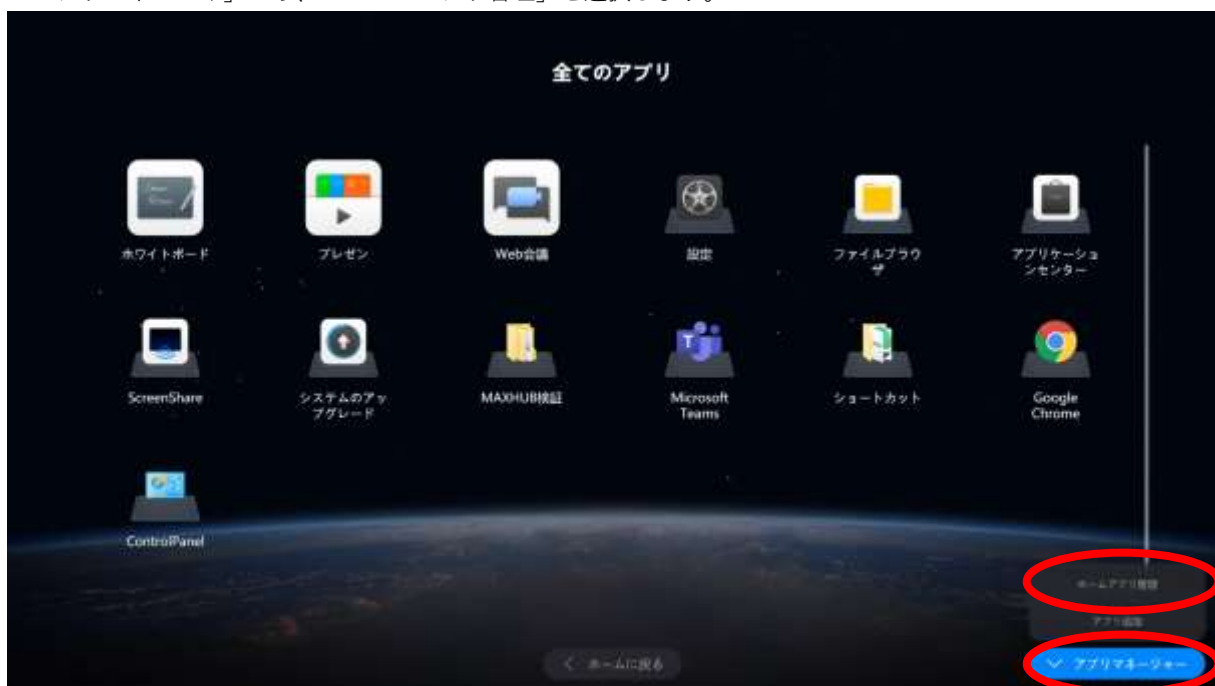 全てのアプリ
ホワイトボード
プレゼン
Web会議
設定
ファイルブラウ
ザ
アプリケーショ
ンセンター
ScreenShare
システムのアッ
プグレード
MAXHUB検証
Microsoft
Teams
ショートカット
Google
Chrome
ControlPanel
ホームアプリ管理
アプリ追加
ホームに戻る
アプリマネージャー